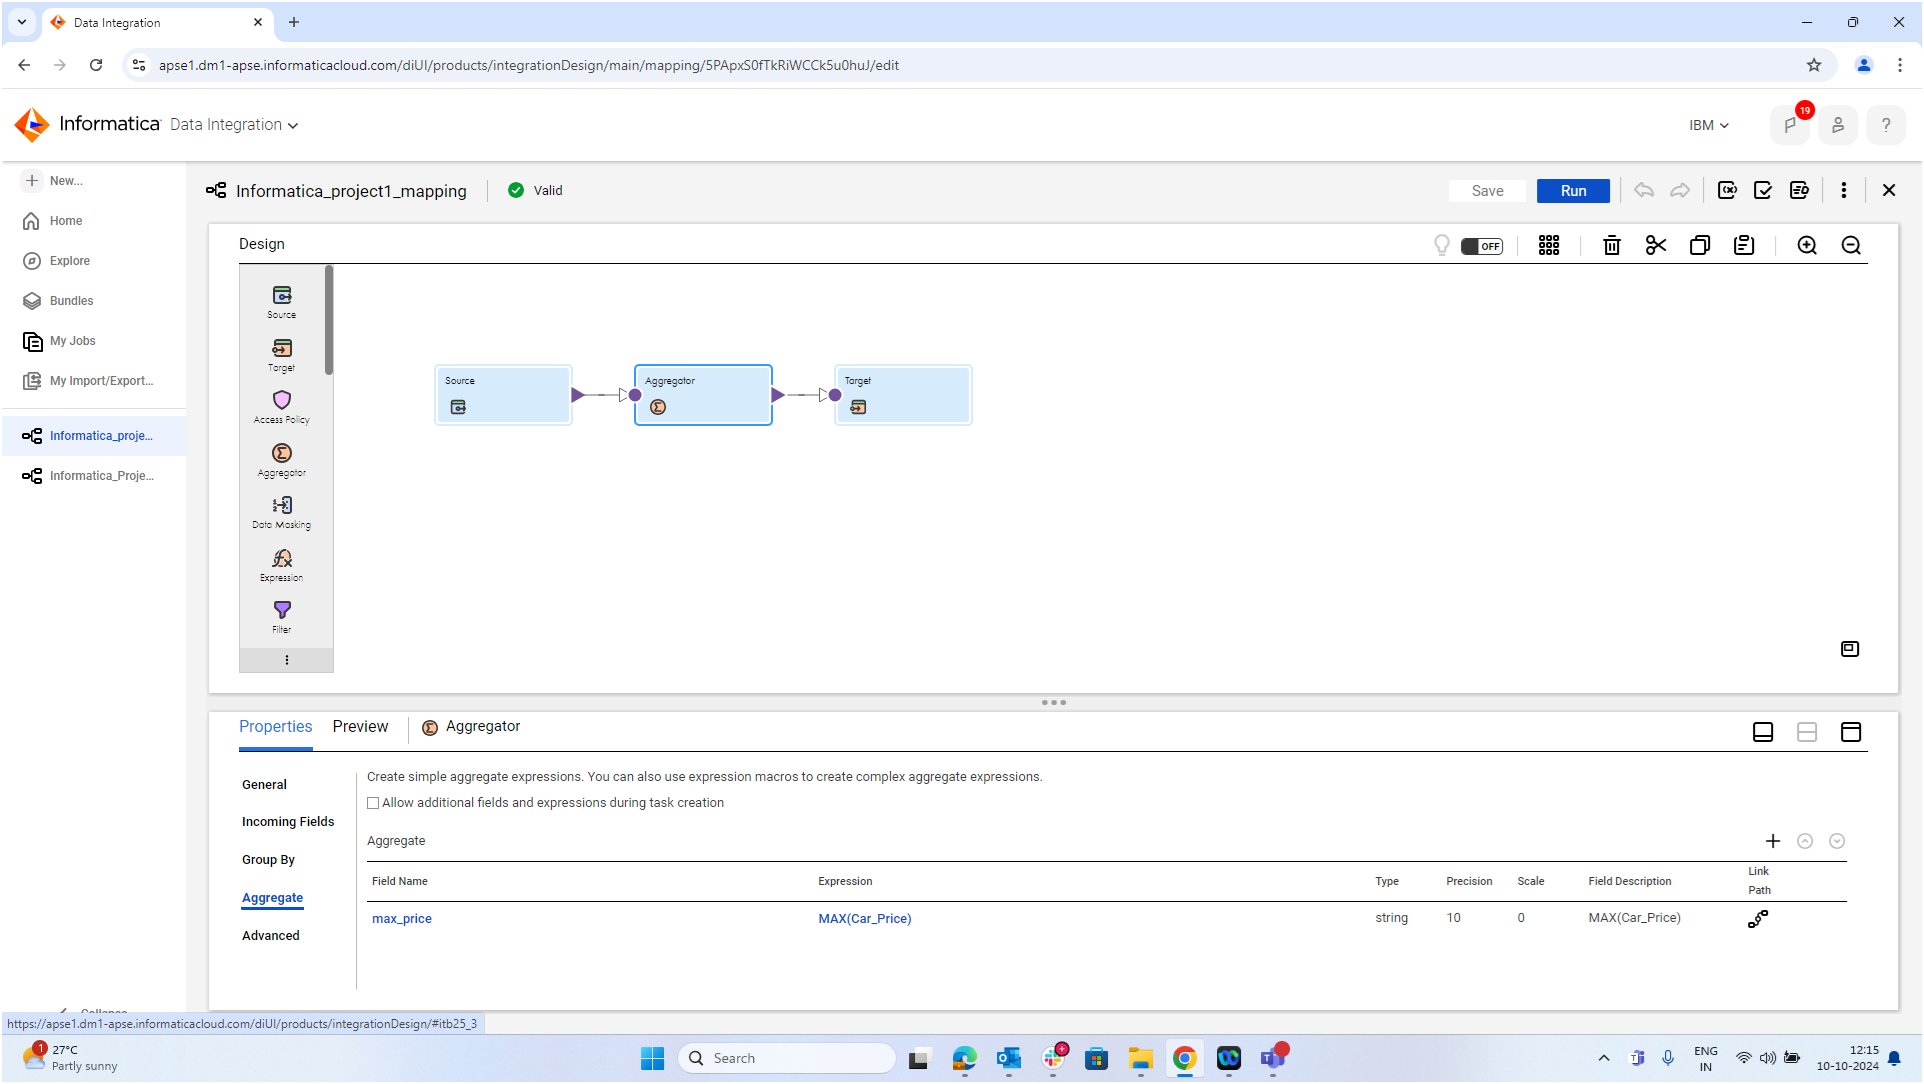 Data Integration
apse1.dm1-apse.informaticacloud.com/diUI/products/integrationDesign/main/mapping/5PApxS0fTkRiWCCk5u0huJ/edit
Informatica Data Integration
IBM
19
?
New...
Home
Explore
Bundles
My Jobs
My Import/Export...
Informatica_proje...
Informatica_Proje...
Informatica_project1_mapping
Valid
Save
Run
Design
OFF
Source
Target
Access Policy
Aggregator
Data Masking
Expression
Filter
Source
Aggregator
Target
Properties
Preview
Aggregator
General
Incoming Fields
Group By
Aggregate
Advanced
Create simple aggregate expressions. You can also use expression macros to create complex aggregate expressions.
Allow additional fields and expressions during task creation
Aggregate
Field Name Expression Type Precision Scale Field Description Link Path
max_price MAX(Car_Price) string 10 0 MAX(Car_Price)
Collapse
https://apse1.dm1-apse.informaticacloud.com/diUI/products/integrationDesign/#itb25_3
1
27°C
Partly sunny
Search
ENG
IN
12:15
10-10-2024